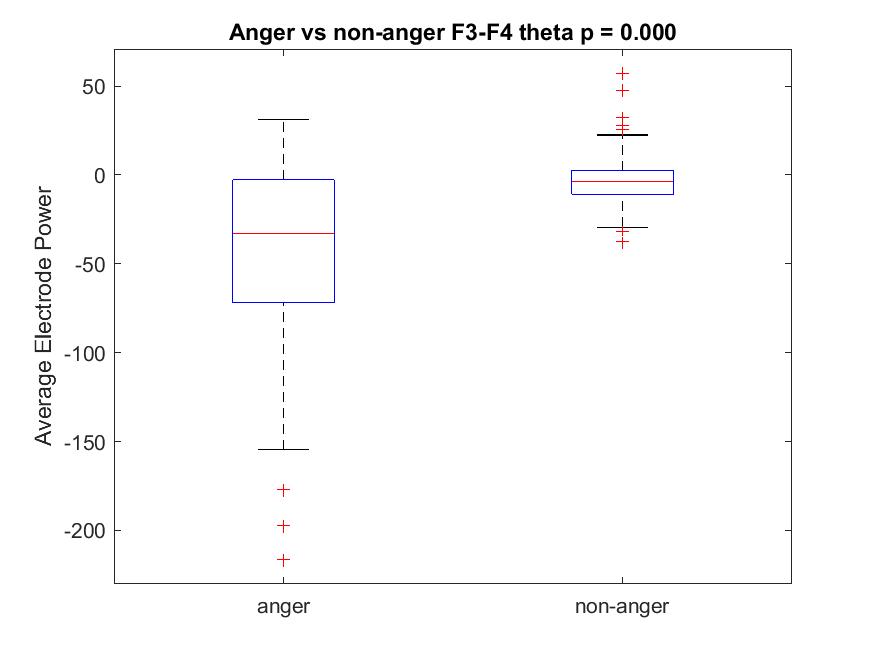 Anger vs non-anger F3-F4 theta p = 0.000
Average Electrode Power
50
0
-50
-100
-150
-200
anger
non-anger